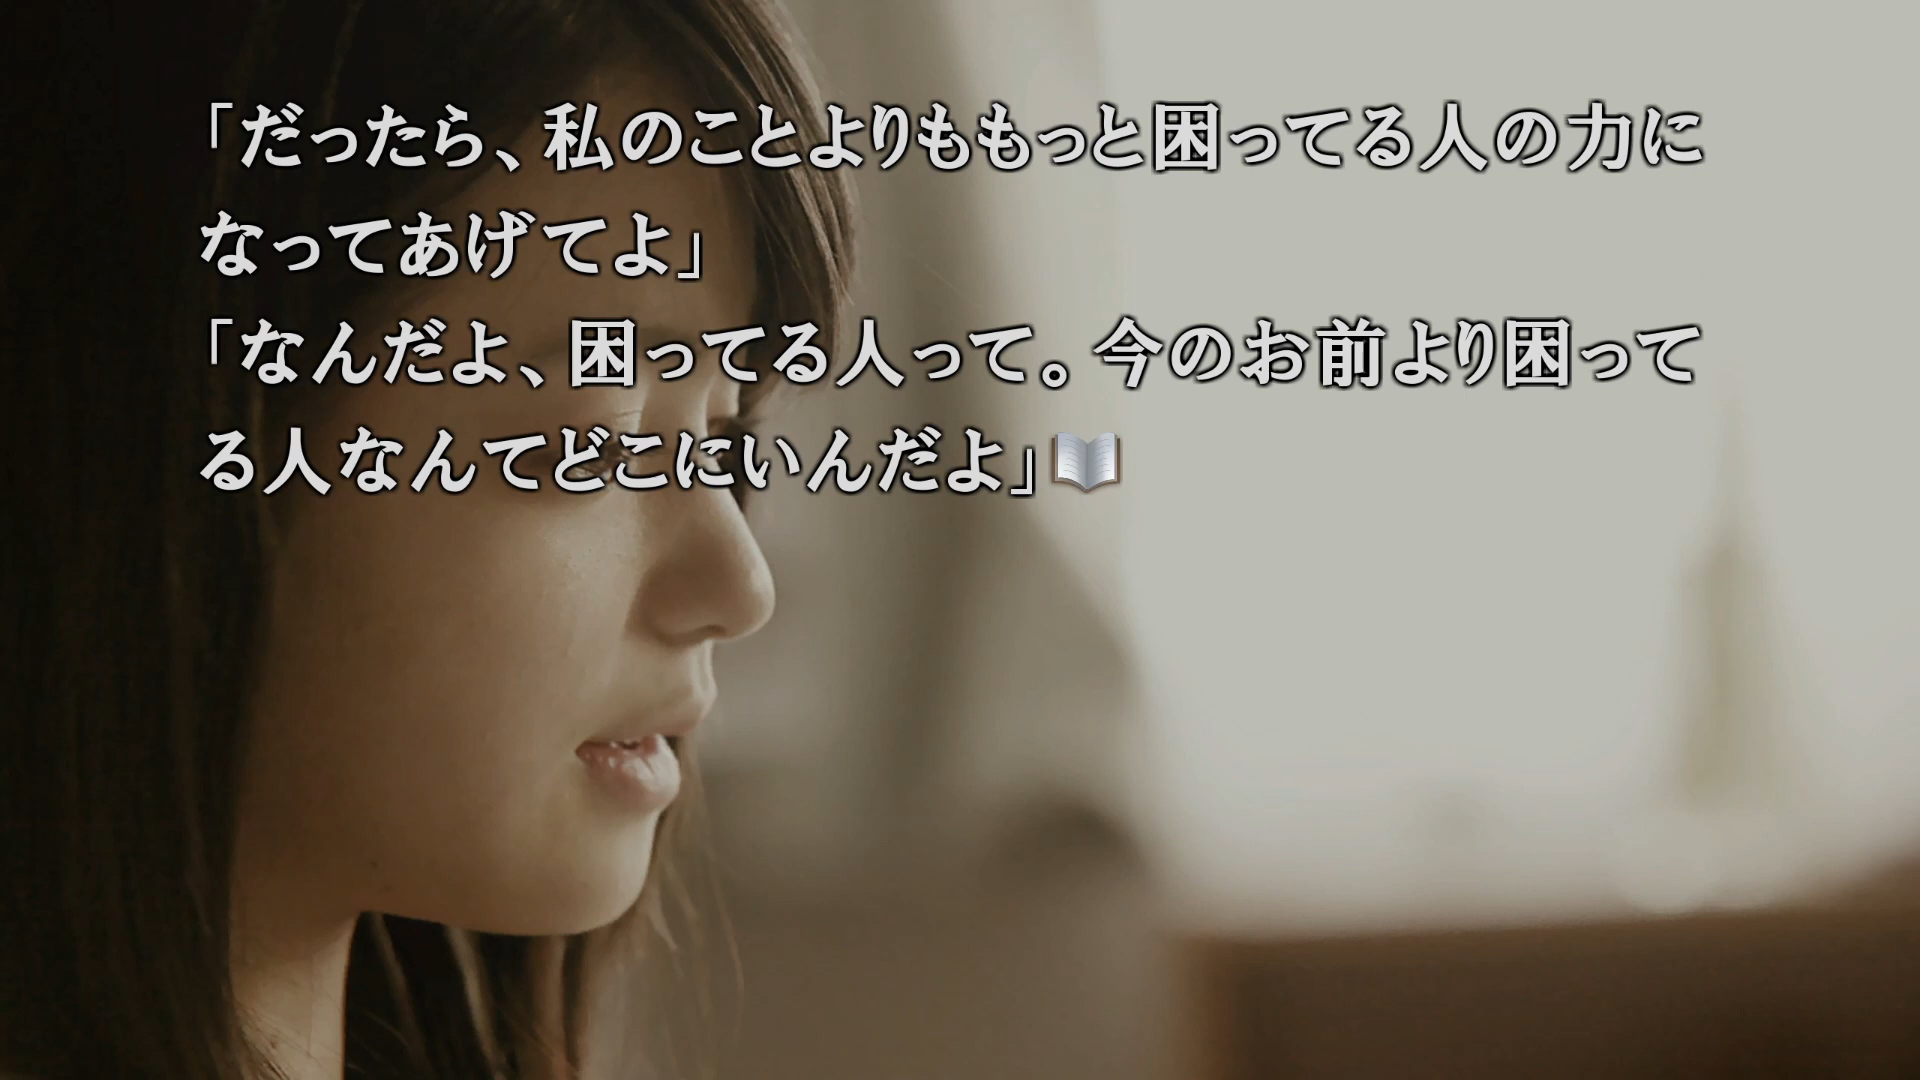 「だったら、私のことよりももっと困ってる人の力に
なってあげてよ」
「なんだよ、困ってる人って。今のお前より困って
る人なんてどこにいんだよ」